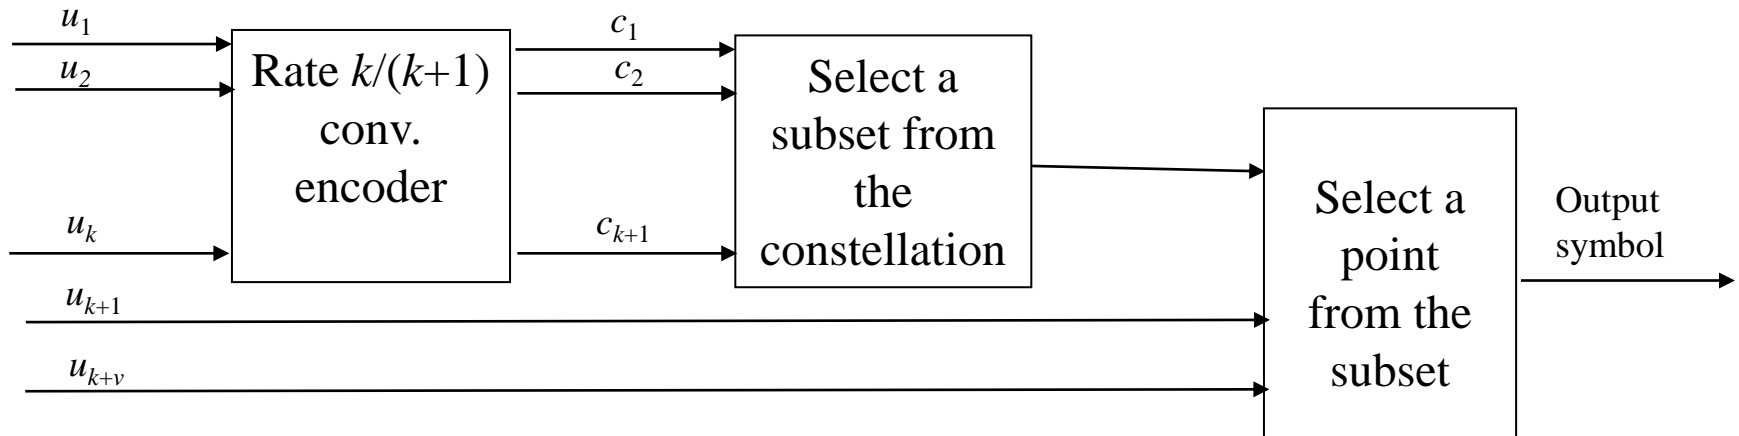 u₁
u₂
uₖ
uₖ₊₁
uₖ₊ᵥ
Rate k/(k+1)
conv.
encoder
c₁
c₂
cₖ₊₁
Select a
subset from
the
constellation
Select a
point
from the
subset
Output
symbol